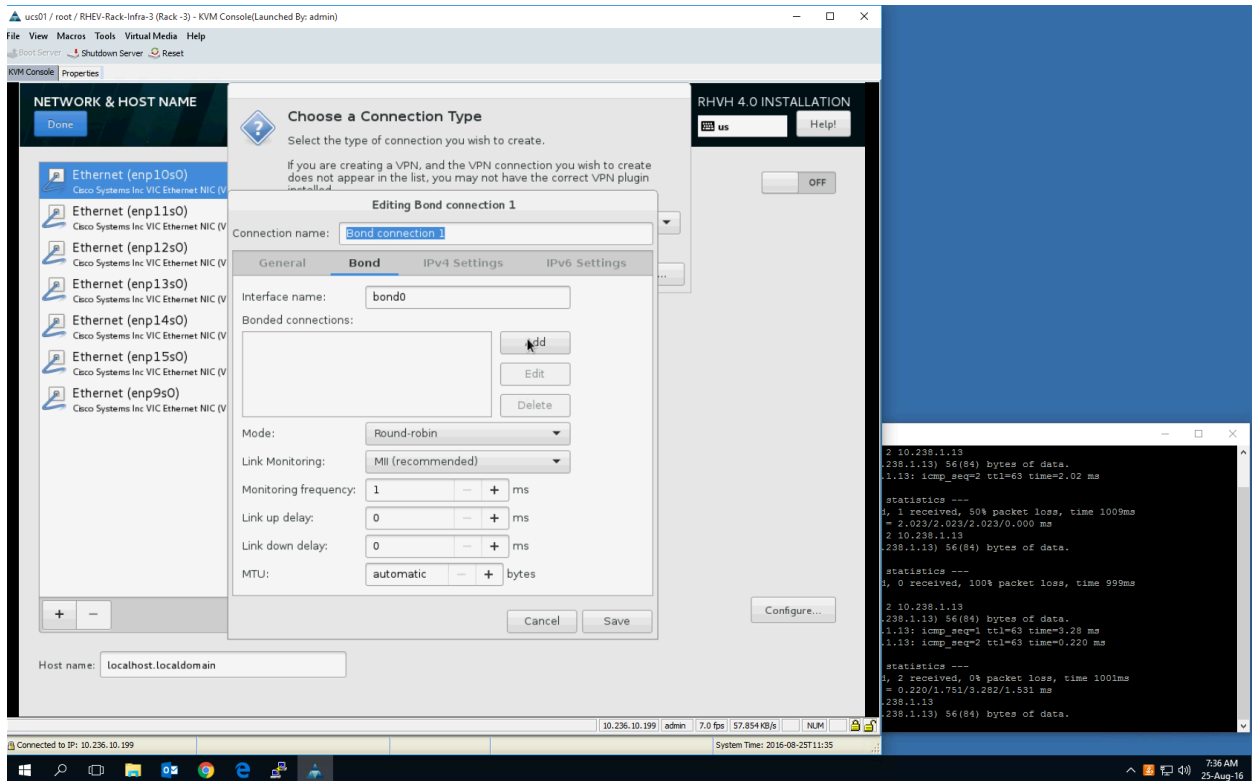 ucs01 / root / RHEV-Rack-Infra-3 (Rack -3) - KVM Console(Launched By: admin)
File View Macros Tools Virtual Media Help
Boot Server Shutdown Server Reset
KVM Console Properties
NETWORK & HOST NAME
Done
RHVH 4.0 INSTALLATION
us
Help!
Choose a Connection Type
Select the type of connection you wish to create.
If you are creating a VPN, and the VPN connection you wish to create
does not appear in the list, you may not have the correct VPN plugin
installed.
Ethernet (enp10s0)
Cisco Systems Inc VIC Ethernet NIC (V
Ethernet (enp11s0)
Cisco Systems Inc VIC Ethernet NIC (V
Ethernet (enp12s0)
Cisco Systems Inc VIC Ethernet NIC (V
Ethernet (enp13s0)
Cisco Systems Inc VIC Ethernet NIC (V
Ethernet (enp14s0)
Cisco Systems Inc VIC Ethernet NIC (V
Ethernet (enp15s0)
Cisco Systems Inc VIC Ethernet NIC (V
Ethernet (enp9s0)
Cisco Systems Inc VIC Ethernet NIC (V
OFF
Editing Bond connection 1
Connection name: Bond connection 1
General Bond IPv4 Settings IPv6 Settings
...
Interface name: bond0
Bonded connections:
Add
Edit
Delete
Mode: Round-robin
Link Monitoring: MII (recommended)
Monitoring frequency: 1 − + ms
Link up delay: 0 − + ms
Link down delay: 0 − + ms
MTU: automatic − + bytes
Cancel Save
+ −
Configure...
Host name: localhost.localdomain
10.236.10.199 admin 7.0 fps 57.854 KB/s NUM
Connected to IP: 10.236.10.199
System Time: 2016-08-25T11:35
2 10.238.1.13
.238.1.13) 56(84) bytes of data.
.1.13: icmp_seq=2 ttl=63 time=2.02 ms
statistics ---
d, 1 received, 50% packet loss, time 1009ms
= 2.023/2.023/2.023/0.000 ms
2 10.238.1.13
.238.1.13) 56(84) bytes of data.
statistics ---
d, 0 received, 100% packet loss, time 999ms
2 10.238.1.13
.238.1.13) 56(84) bytes of data.
.1.13: icmp_seq=1 ttl=63 time=3.28 ms
.1.13: icmp_seq=2 ttl=63 time=0.220 ms
statistics ---
d, 2 received, 0% packet loss, time 1001ms
= 0.220/1.751/3.282/1.531 ms
238.1.13
.238.1.13) 56(84) bytes of data.
7:36 AM
25-Aug-16